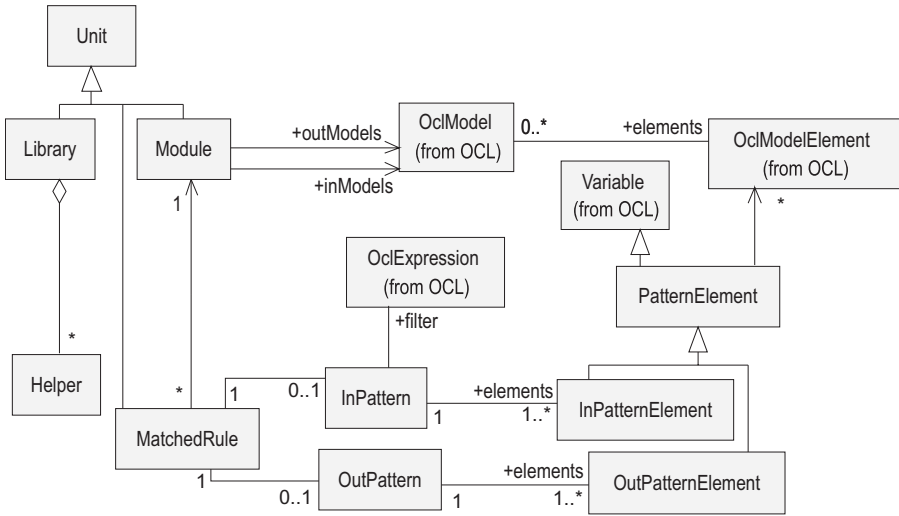 Unit
Library
Module
+outModels
+inModels
OclModel
(from OCL)
0..*
+elements
OclModelElement
(from OCL)
Variable
(from OCL)
*
1
OclExpression
(from OCL)
PatternElement
+filter
*
Helper
*
1
0..1
InPattern
1
+elements
1..*
InPatternElement
MatchedRule
1
0..1
OutPattern
1
+elements
1..*
OutPatternElement